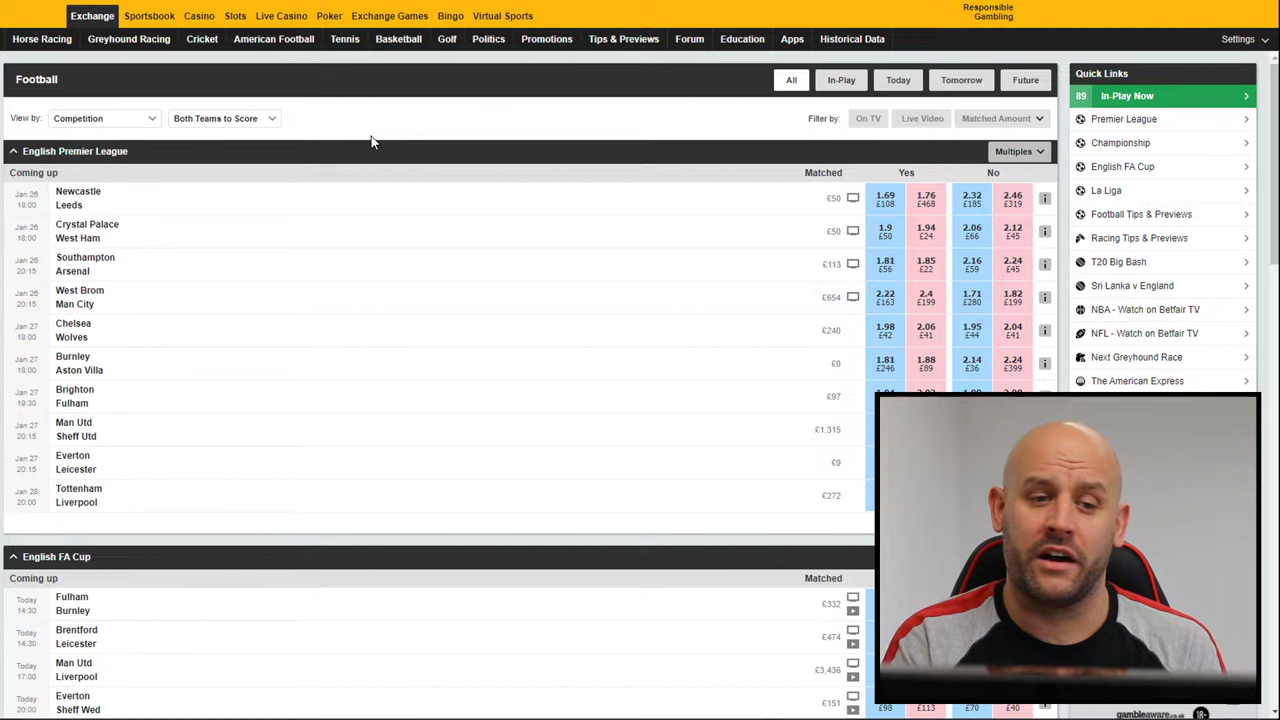 Exchange Sportsbook Casino Slots Live Casino Poker Exchange Games Bingo Virtual Sports
Responsible
Gambling
Horse Racing Greyhound Racing Cricket American Football Tennis Basketball Golf Politics Promotions Tips & Previews Forum Education Apps Historical Data Settings
Football All In-Play Today Tomorrow Future
View by: Competition Both Teams to Score Filter by: On TV Live Video Matched Amount
English Premier League Multiples
Coming up Matched Yes No
Jan 26 Newcastle 1.69 1.76 2.32 2.46
18:00 Leeds £50 £108 £468 £185 £319
Jan 26 Crystal Palace 1.9 1.94 2.06 2.12
18:00 West Ham £50 £50 £24 £66 £45
Jan 26 Southampton 1.81 1.85 2.16 2.24
20:15 Arsenal £113 £56 £22 £59 £45
Jan 26 West Brom 2.22 2.4 1.71 1.82
20:15 Man City £654 £163 £199 £280 £199
Jan 27 Chelsea 1.98 2.06 1.95 2.04
18:00 Wolves £240 £42 £41 £44 £41
Jan 27 Burnley 1.81 1.88 2.14 2.24
18:00 Aston Villa £0 £246 £89 £36 £399
Jan 27 Brighton
19:30 Fulham £97
Jan 27 Man Utd
20:15 Sheff Utd £1,315
Jan 27 Everton
20:15 Leicester £9
Jan 28 Tottenham
20:00 Liverpool £272
English FA Cup
Coming up Matched
Today Fulham
14:30 Burnley £332
Today Brentford
14:30 Leicester £474
Today Man Utd
17:00 Liverpool £3,436
Today Everton
20:00 Sheff Wed £151 £98 £113 £70 £40
Quick Links
89 In-Play Now
Premier League
Championship
English FA Cup
La Liga
Football Tips & Previews
Racing Tips & Previews
T20 Big Bash
Sri Lanka v England
NBA - Watch on Betfair TV
NFL - Watch on Betfair TV
Next Greyhound Race
The American Express
gambleaware.co.uk 18+